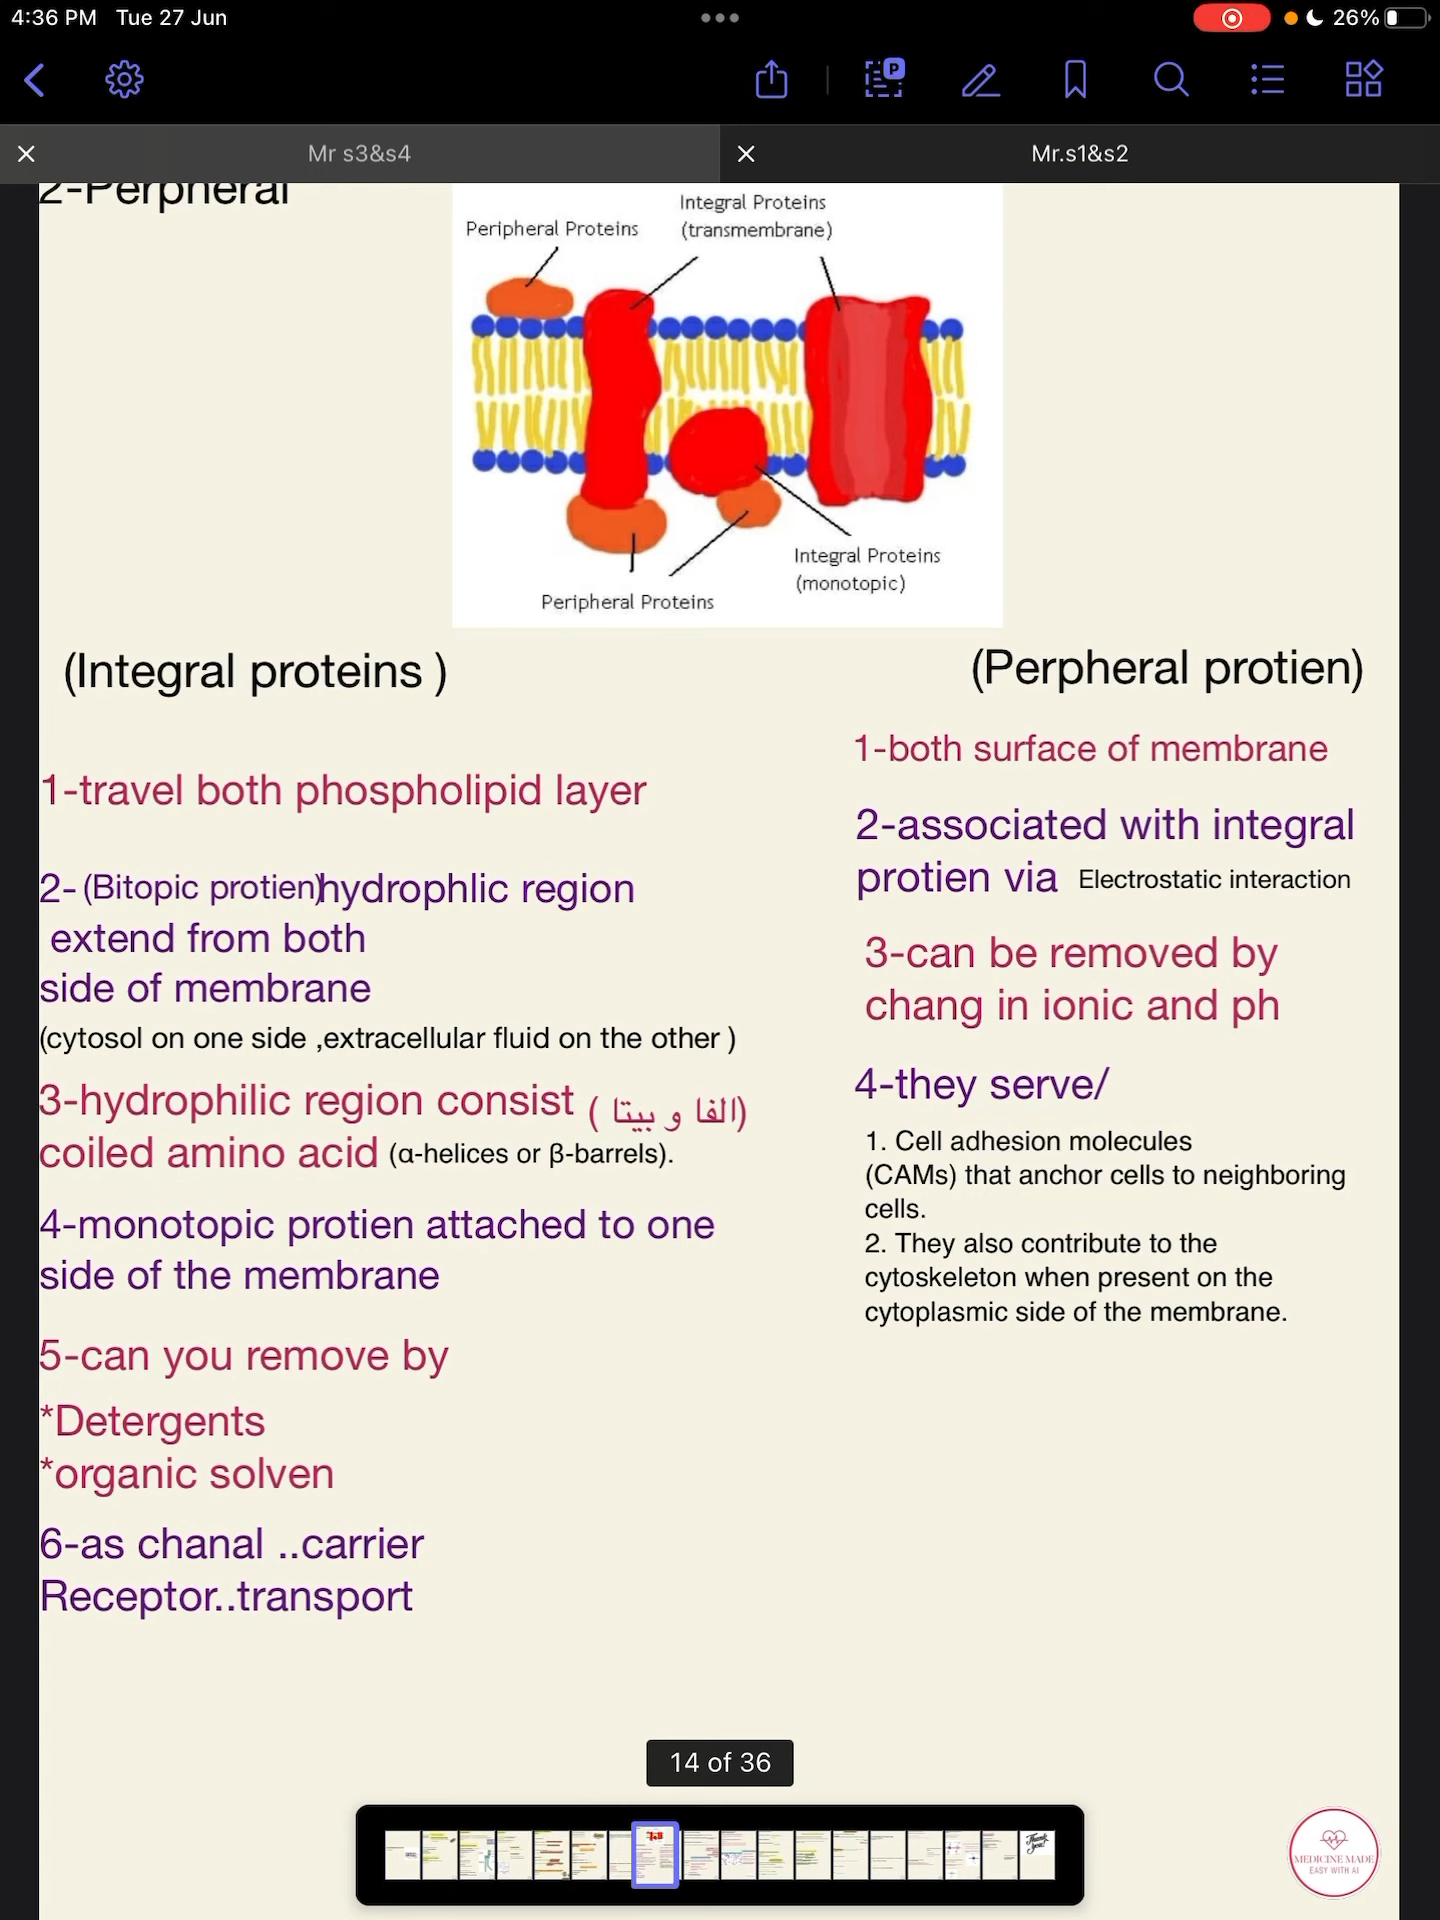 4:36 PM Tue 27 Jun
26%
P
Mr s3&s4
Mr.s1&s2
2-Perpheral
Integral Proteins
(transmembrane)
Peripheral Proteins
Integral Proteins
(monotopic)
Peripheral Proteins
(Integral proteins )
1-travel both phospholipid layer
2- (Bitopic protien)hydrophlic region
extend from both
side of membrane
(cytosol on one side ,extracellular fluid on the other )
3-hydrophilic region consist (الفا و بيتا )
coiled amino acid (α-helices or β-barrels).
4-monotopic protien attached to one
side of the membrane
5-can you remove by
*Detergents
*organic solven
6-as chanal ..carrier
Receptor..transport
(Perpheral protien)
1-both surface of membrane
2-associated with integral
protien via Electrostatic interaction
3-can be removed by
chang in ionic and ph
4-they serve/
1. Cell adhesion molecules
(CAMs) that anchor cells to neighboring
cells.
2. They also contribute to the
cytoskeleton when present on the
cytoplasmic side of the membrane.
14 of 36
Thank
you!
MEDICINE MADE
EASY WITH AI